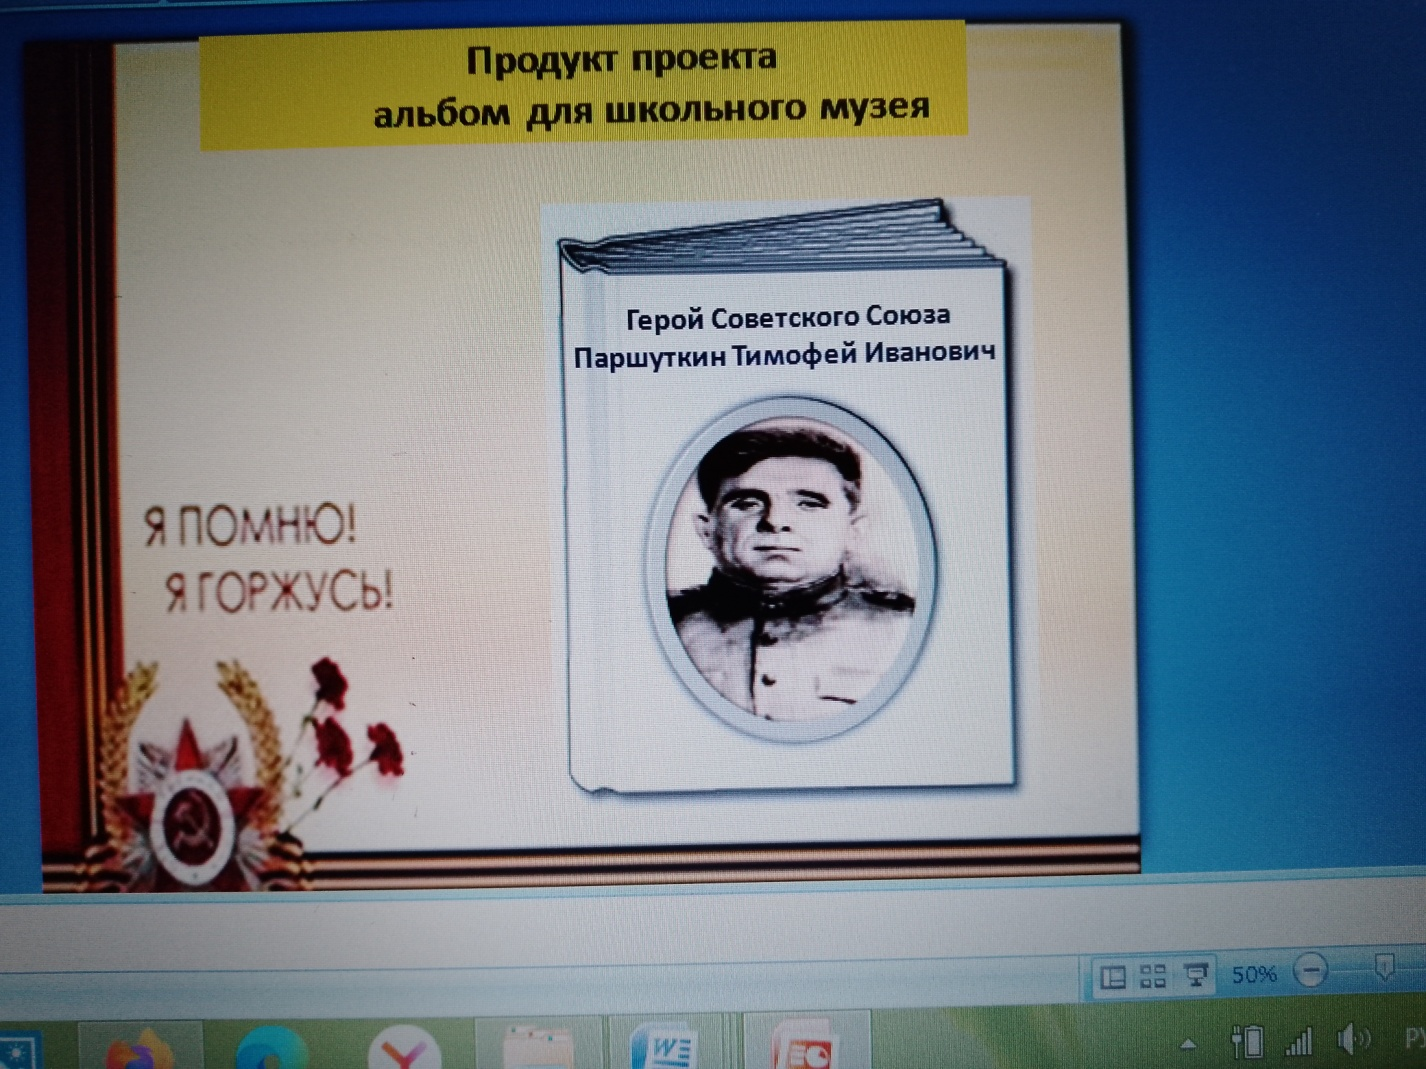 Продукт проекта
альбом для школьного музея
Герой Советского Союза
Паршуткин Тимофей Иванович
Я ПОМНЮ!
Я ГОРЖУСЬ!
50%